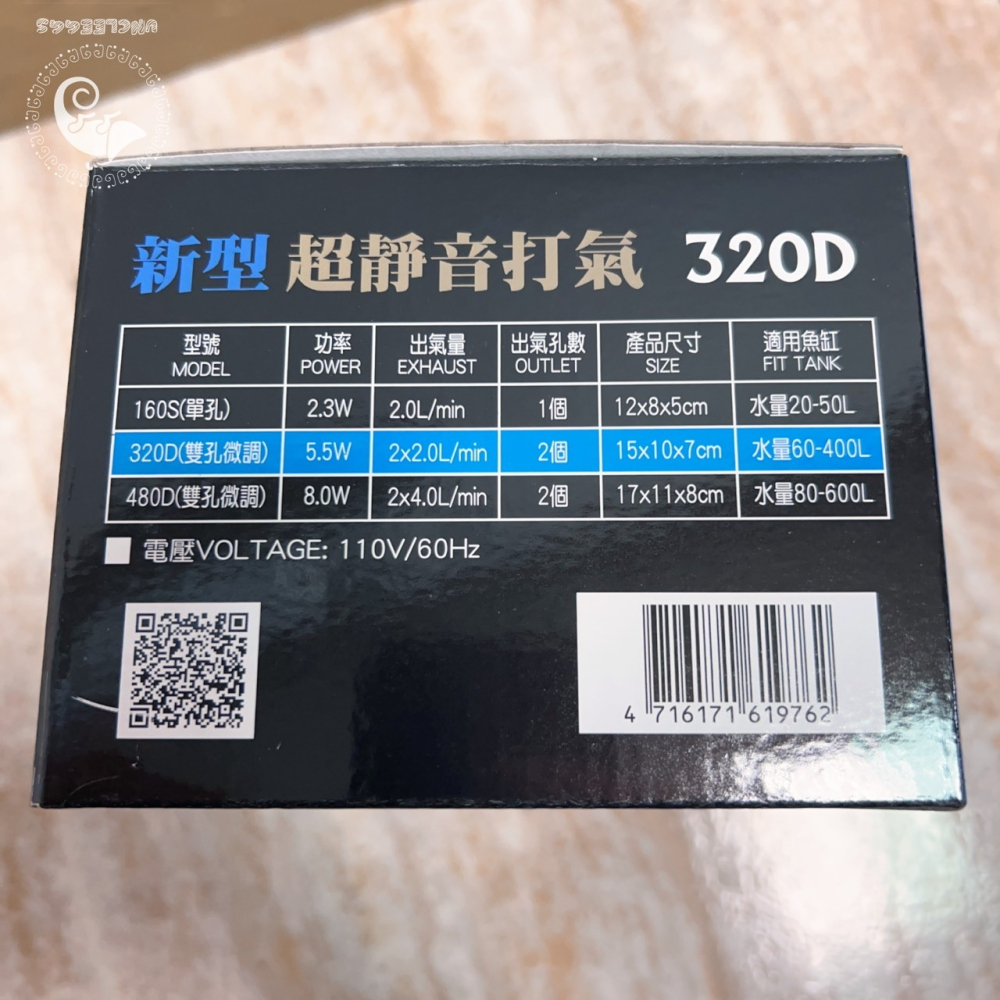 UNCLEEGGS
新型 超靜音打氣 320D
型號 功率 出氣量 出氣孔數 產品尺寸 適用魚缸
MODEL POWER EXHAUST OUTLET SIZE FIT TANK
160S(單孔) 2.3W 2.0L/min 1個 12x8x5cm 水量20-50L
320D(雙孔微調) 5.5W 2x2.0L/min 2個 15x10x7cm 水量60-400L
480D(雙孔微調) 8.0W 2x4.0L/min 2個 17x11x8cm 水量80-600L
電壓VOLTAGE: 110V/60Hz
4 716171 619762